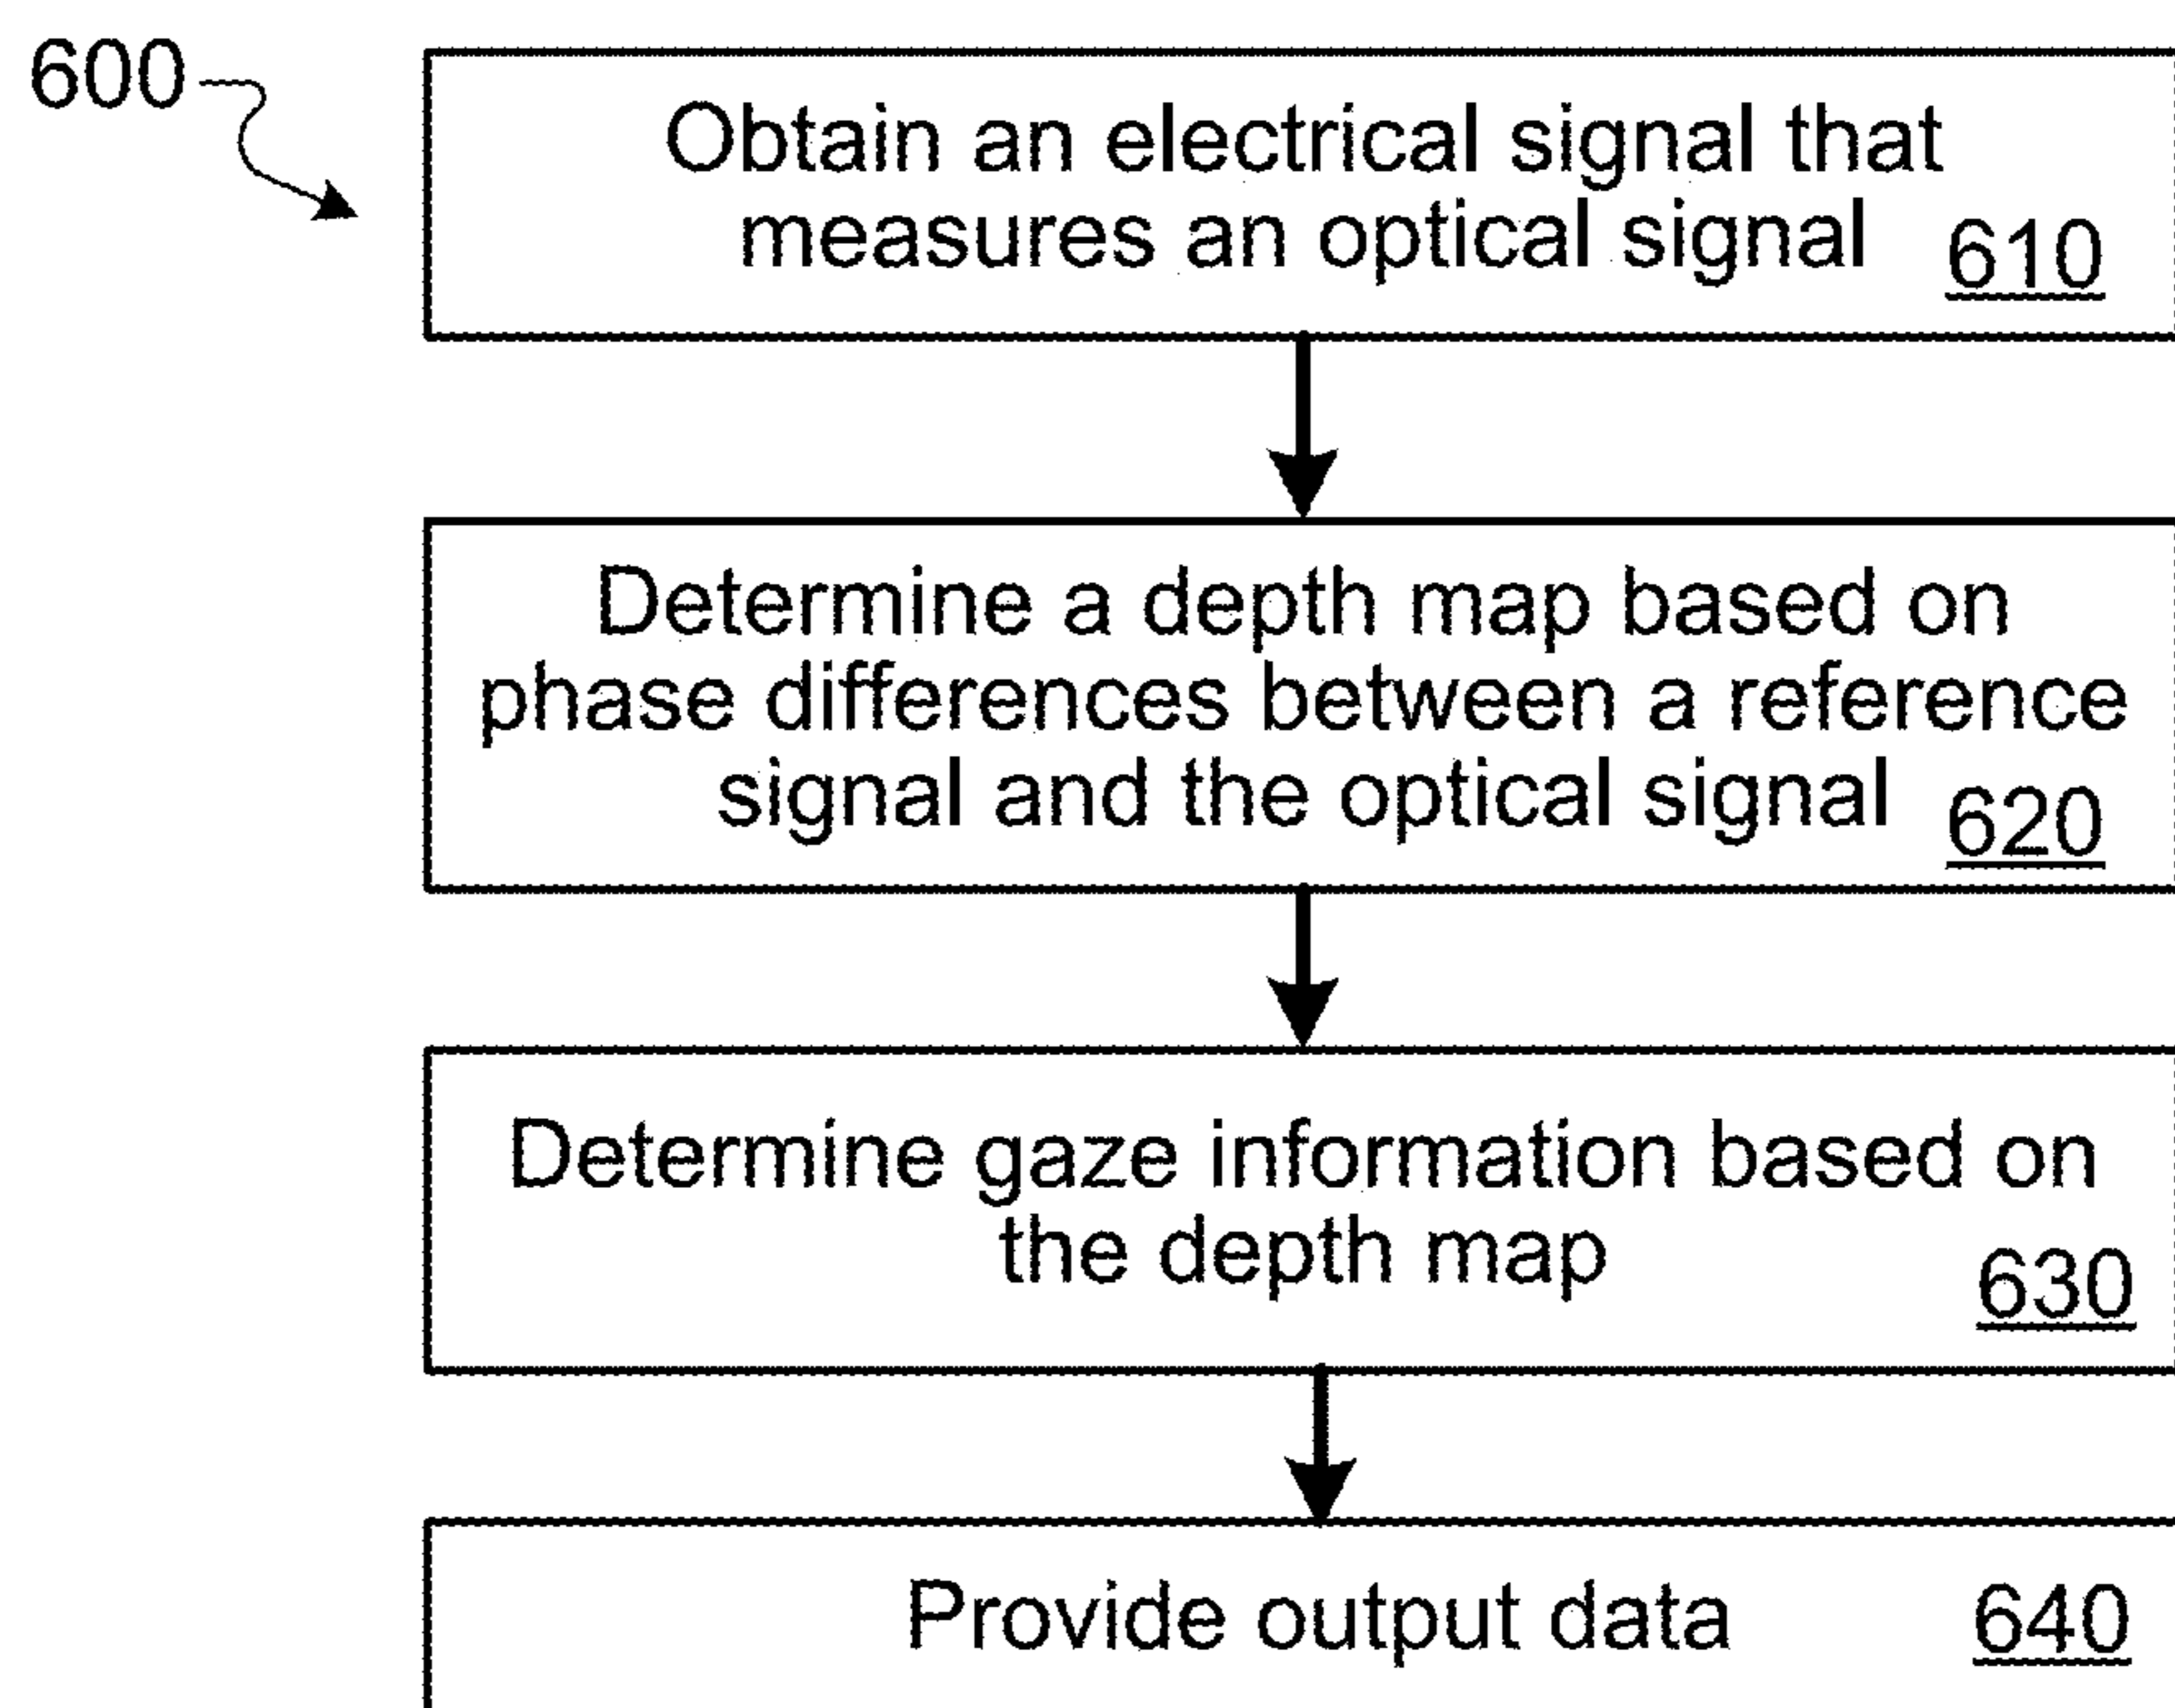 600
Obtain an electrical signal that
measures an optical signal 610
Determine a depth map based on
phase differences between a reference
signal and the optical signal 620
Determine gaze information based on
the depth map 630
Provide output data 640